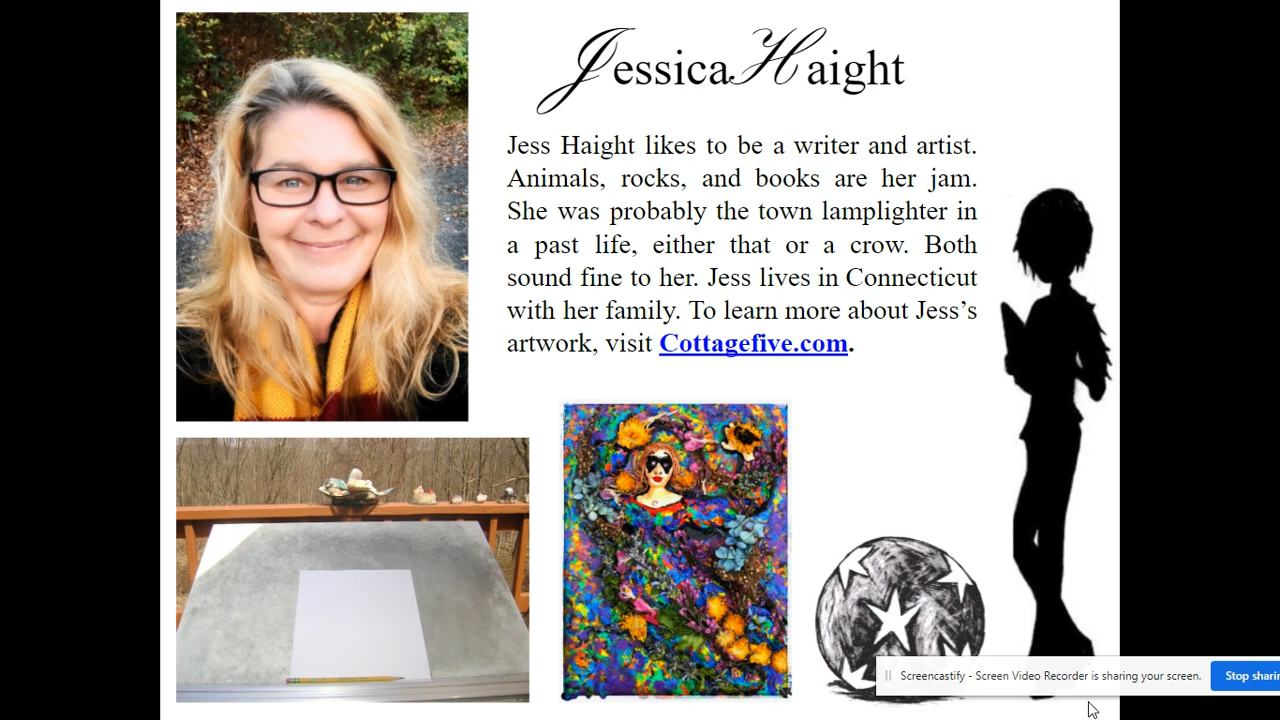 Jessica Haight
Jess Haight likes to be a writer and artist.
Animals, rocks, and books are her jam.
She was probably the town lamplighter in
a past life, either that or a crow. Both
sound fine to her. Jess lives in Connecticut
with her family. To learn more about Jess’s
artwork, visit Cottagefive.com.
Screencastify - Screen Video Recorder is sharing your screen.
Stop sharin